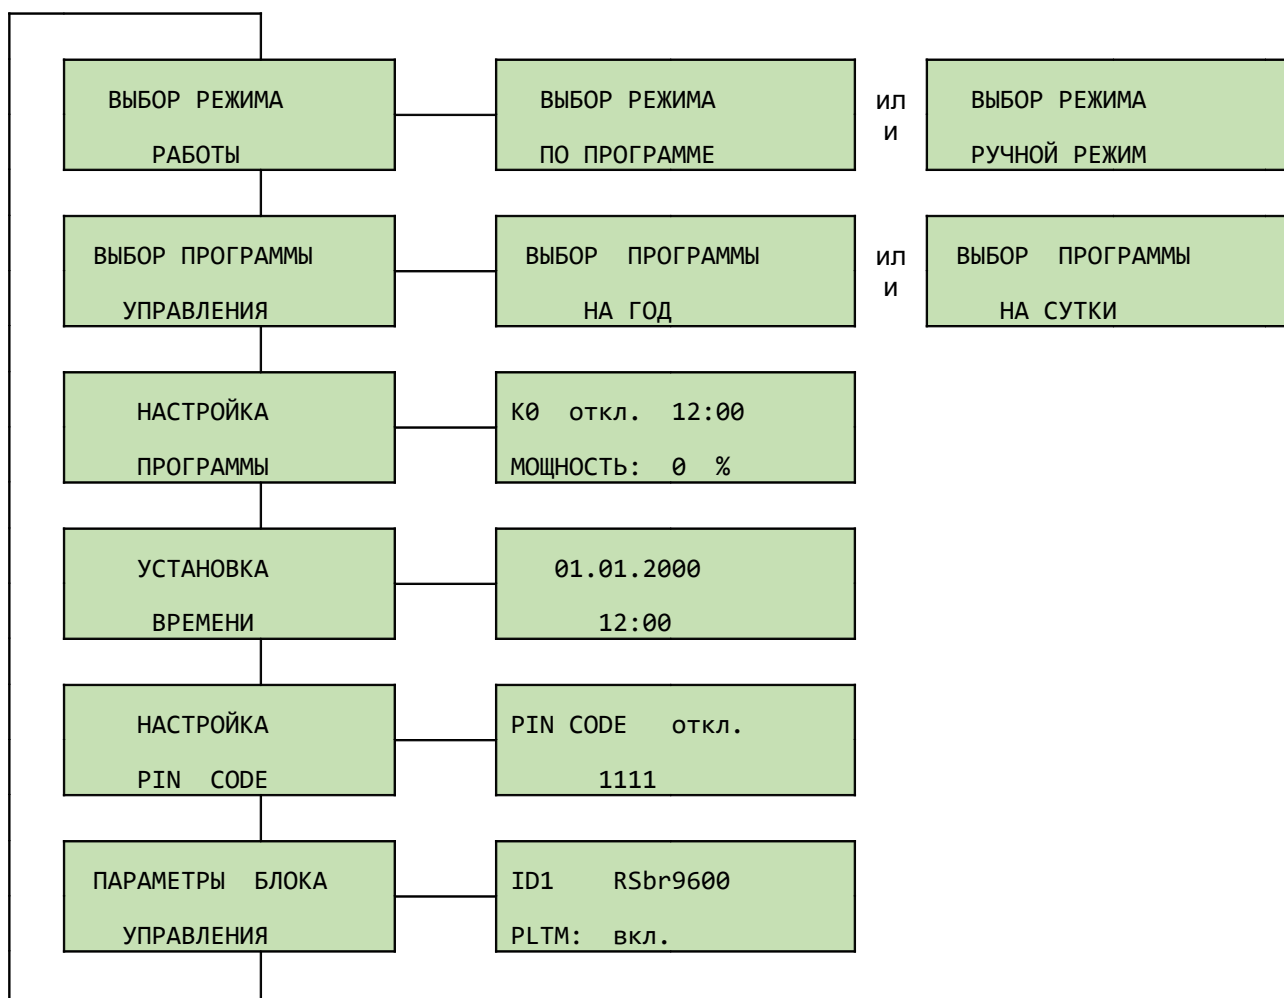 ВЫБОР РЕЖИМА
РАБОТЫ
ВЫБОР РЕЖИМА
ПО ПРОГРАММЕ
ил
и
ВЫБОР РЕЖИМА
РУЧНОЙ РЕЖИМ
ВЫБОР ПРОГРАММЫ
УПРАВЛЕНИЯ
ВЫБОР ПРОГРАММЫ
НА ГОД
ил
и
ВЫБОР ПРОГРАММЫ
НА СУТКИ
НАСТРОЙКА
ПРОГРАММЫ
К0 откл. 12:00
МОЩНОСТЬ: 0 %
УСТАНОВКА
ВРЕМЕНИ
01.01.2000
12:00
НАСТРОЙКА
PIN CODE
PIN CODE откл.
1111
ПАРАМЕТРЫ БЛОКА
УПРАВЛЕНИЯ
ID1 RSbr9600
PLTM: вкл.